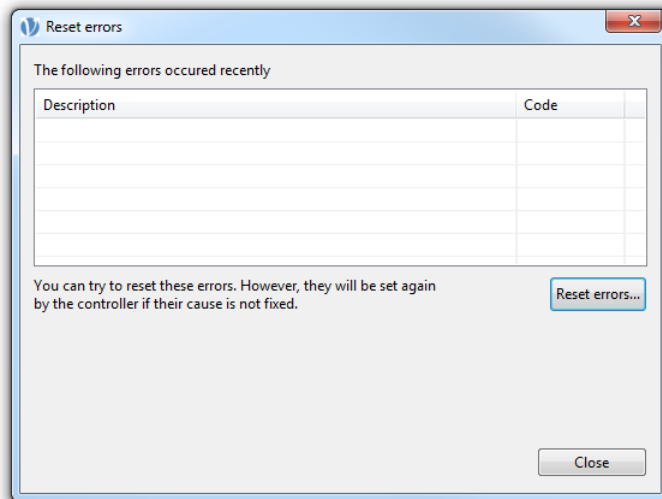 Reset errors
The following errors occured recently
Description Code
You can try to reset these errors. However, they will be set again
by the controller if their cause is not fixed.
Reset errors...
Close